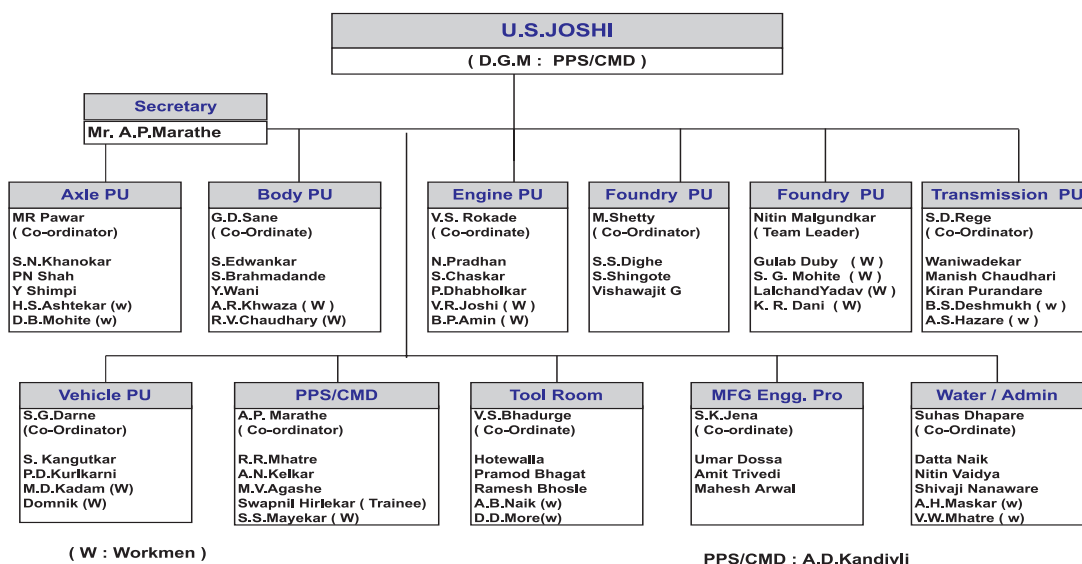 U.S.JOSHI
( D.G.M : PPS/CMD )
Secretary
Mr. A.P.Marathe
Axle PU
MR Pawar
( Co-ordinator)
S.N.Khanokar
PN Shah
Y Shimpi
H.S.Ashtekar (w)
D.B.Mohite (w)
Body PU
G.D.Sane
( Co-Ordinate)
S.Edwankar
S.Brahmadande
Y.Wani
A.R.Khwaza ( W )
R.V.Chaudhary (W)
Engine PU
V.S. Rokade
( Co-ordinate)
N.Pradhan
S.Chaskar
P.Dhabholkar
V.R.Joshi ( W )
B.P.Amin ( W)
Foundry PU
M.Shetty
( Co-Ordinator)
S.S.Dighe
S.Shingote
Vishawajit G
Foundry PU
Nitin Malgundkar
( Team Leader)
Gulab Duby ( W )
S. G. Mohite ( W )
LalchandYadav (W )
K. R. Dani ( W)
Transmission PU
S.D.Rege
( Co-Ordinator)
Waniwadekar
Manish Chaudhari
Kiran Purandare
B.S.Deshmukh ( w )
A.S.Hazare ( w )
Vehicle PU
S.G.Darne
(Co-Ordinator)
S. Kangutkar
P.D.Kurlkarni
M.D.Kadam (W)
Domnik (W)
PPS/CMD
A.P. Marathe
( Co-ordinator)
R.R.Mhatre
A.N.Kelkar
M.V.Agashe
Swapnil Hirlekar ( Trainee)
S.S.Mayekar ( W)
Tool Room
V.S.Bhadurge
( Co-Ordinate)
Hotewalla
Pramod Bhagat
Ramesh Bhosle
A.B.Naik (w)
D.D.More(w)
MFG Engg. Pro
S.K.Jena
( Co-ordinate)
Umar Dossa
Amit Trivedi
Mahesh Arwal
Water / Admin
Suhas Dhapare
( Co-Ordinate)
Datta Naik
Nitin Vaidya
Shivaji Nanaware
A.H.Maskar (w)
V.W.Mhatre ( w)
( W : Workmen )
PPS/CMD : A.D.Kandivli